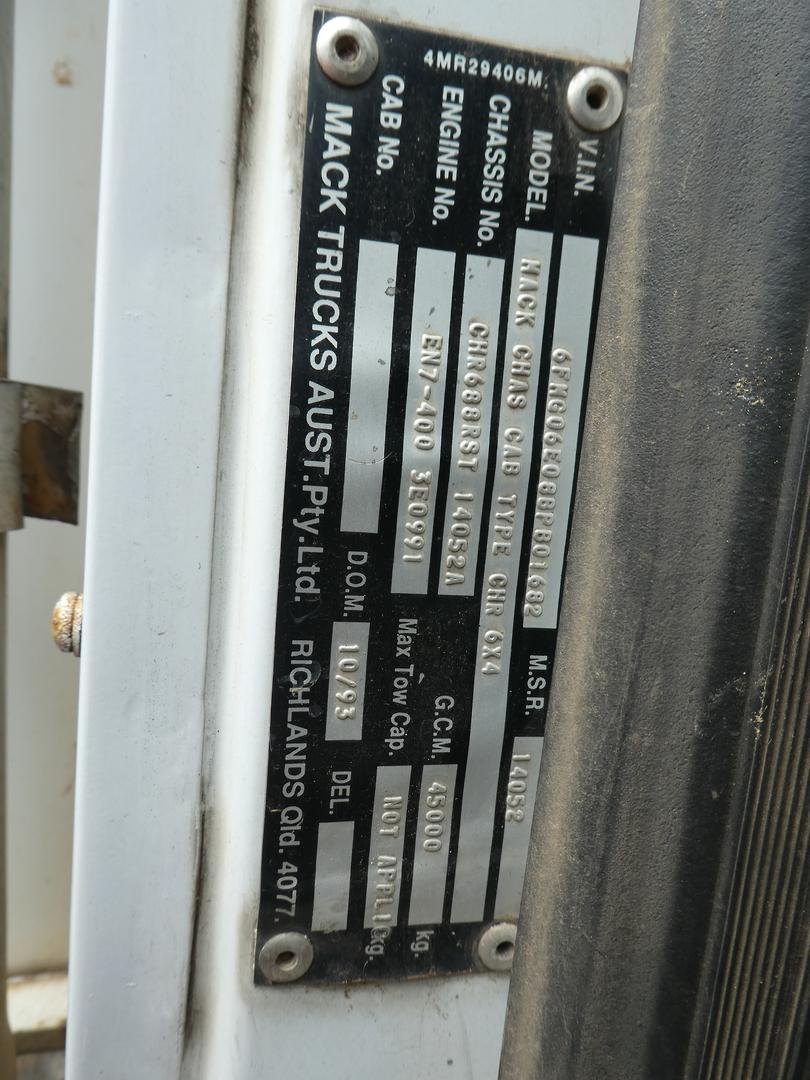 4MR29406M.
V.I.N. 6FMG06E08BPB01682 M.S.R. 14052
MODEL. MACK CHAS CAB TYPE CHR 6X4
CHASSIS No. CHR688RST 14052A G.C.M. 45000 kg.
ENGINE No. EN7-400 3E0991 Max Tow Cap. NOT APPLIC kg.
CAB No. D.O.M. 10/93 DEL.
MACK TRUCKS AUST.Pty.Ltd. RICHLANDS Qld. 4077.